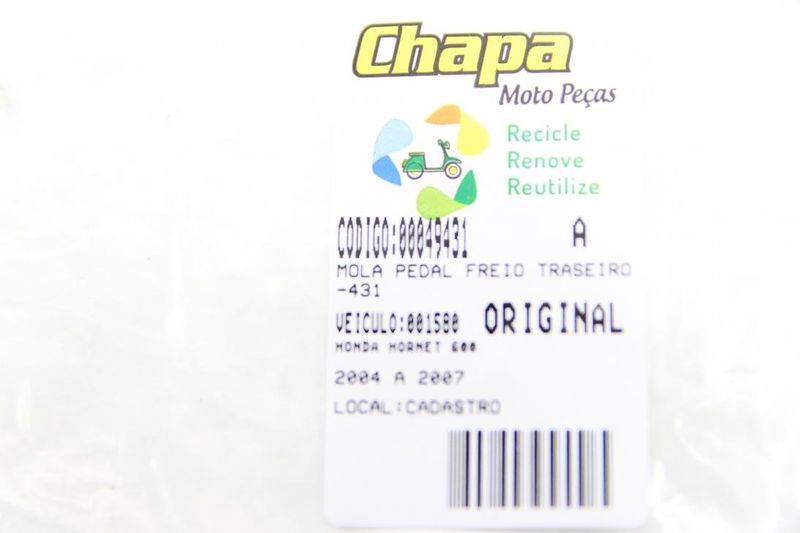 Chapa
Moto Peças
Recicle
Renove
Reutilize
CODIGO:00049431 A
MOLA PEDAL FREIO TRASEIRO
-431
VEICULO:001580 ORIGINAL
HONDA HORNET 600
2004 A 2007
LOCAL:CADASTRO